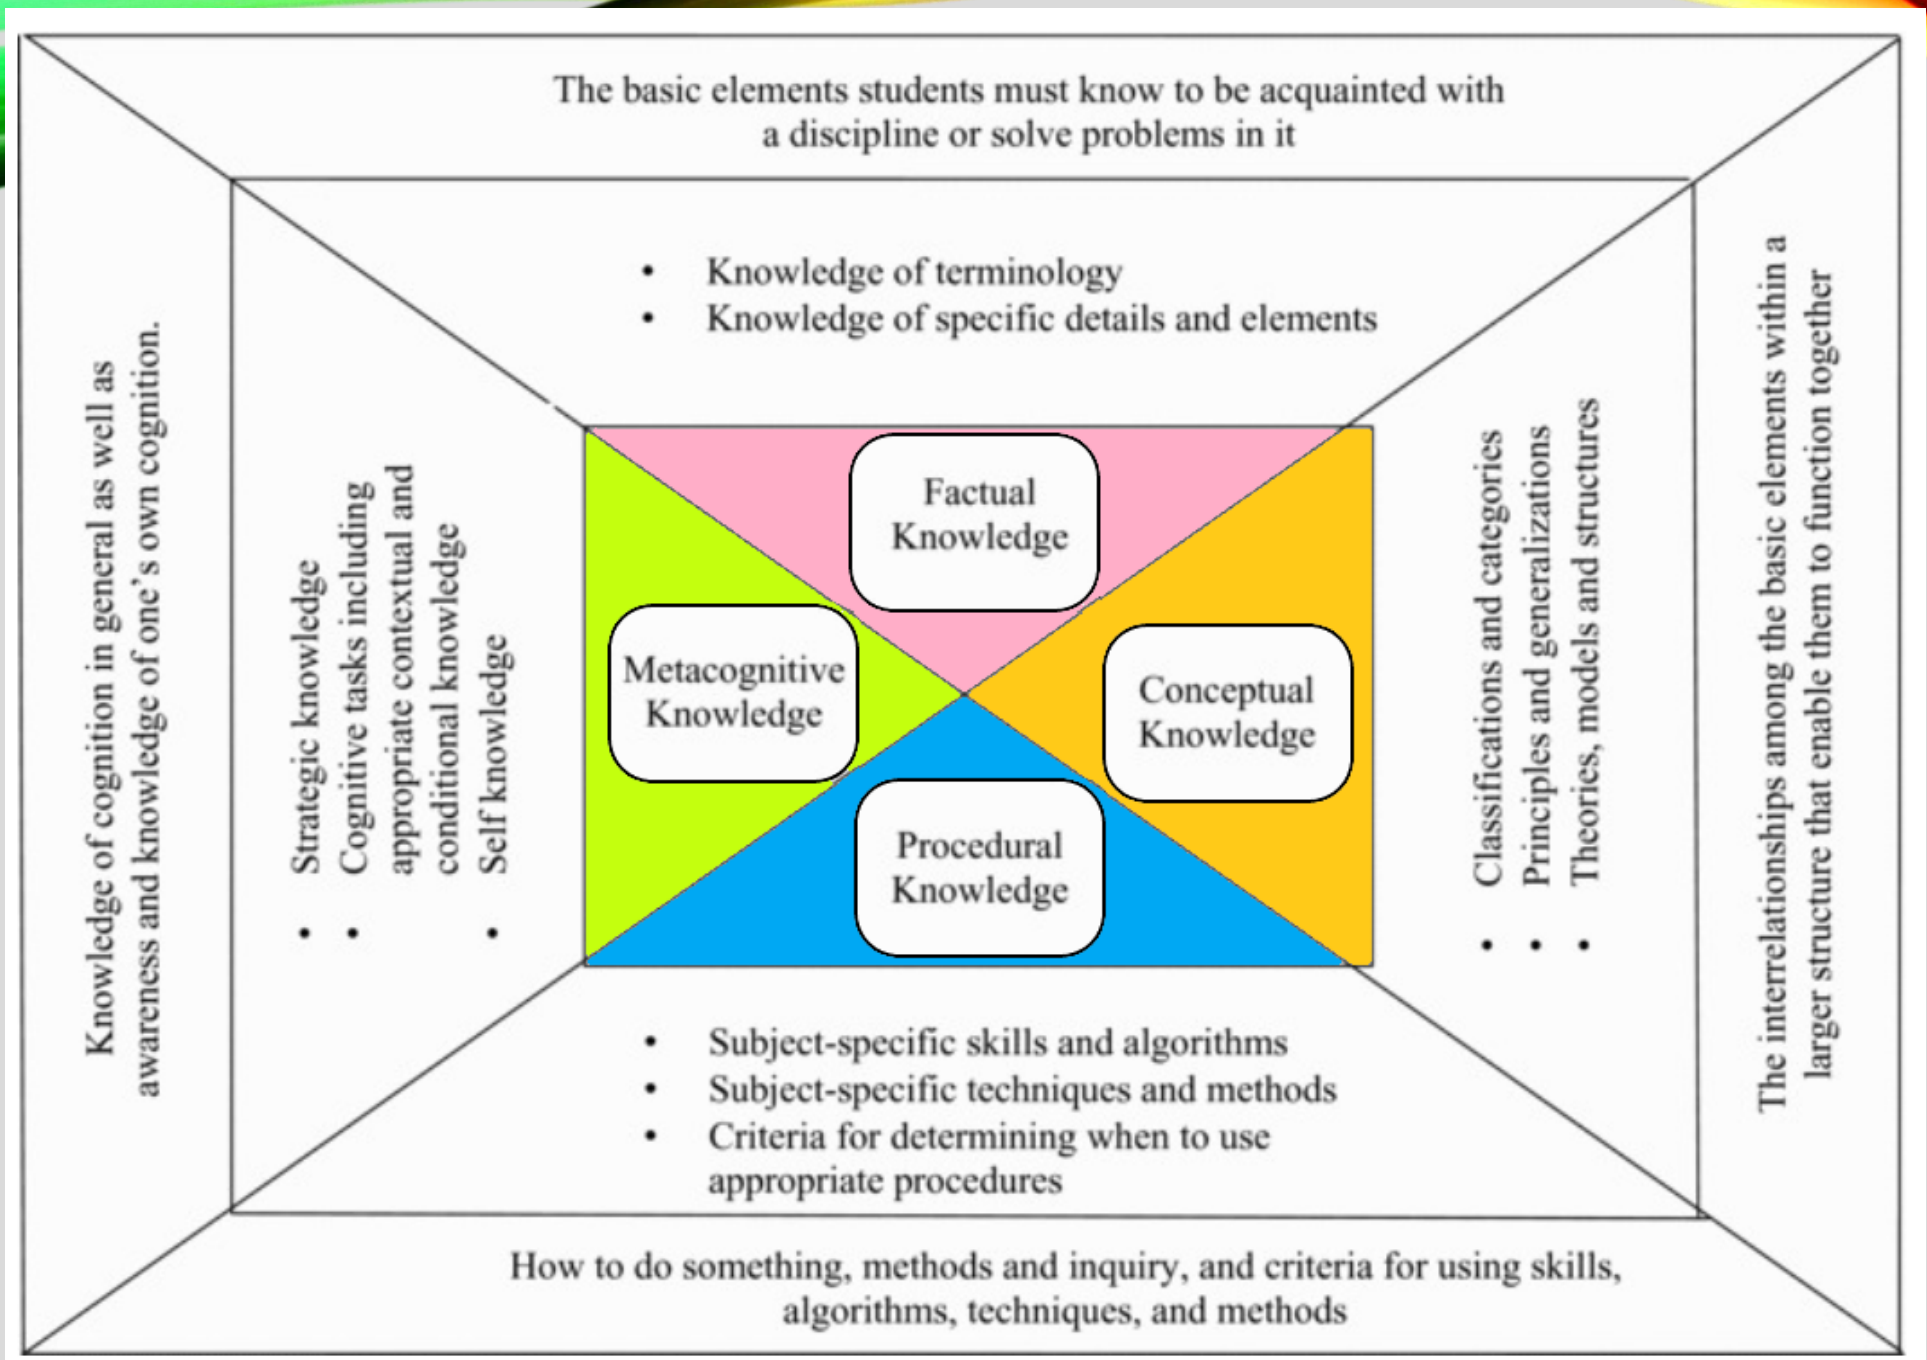 The basic elements students must know to be acquainted with
a discipline or solve problems in it
• Knowledge of terminology
• Knowledge of specific details and elements
Factual
Knowledge
Knowledge of cognition in general as well as
awareness and knowledge of one's own cognition.
• Strategic knowledge
• Cognitive tasks including
appropriate contextual and
conditional knowledge
• Self knowledge
Metacognitive
Knowledge
Conceptual
Knowledge
• Classifications and categories
• Principles and generalizations
• Theories, models and structures
The interrelationships among the basic elements within a
larger structure that enable them to function together
Procedural
Knowledge
• Subject-specific skills and algorithms
• Subject-specific techniques and methods
• Criteria for determining when to use
appropriate procedures
How to do something, methods and inquiry, and criteria for using skills,
algorithms, techniques, and methods